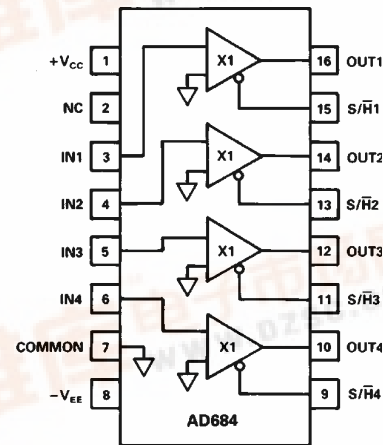 +VCC 1
NC 2
IN1 3
IN2 4
IN3 5
IN4 6
COMMON 7
-VEE 8
X1
X1
X1
X1
16 OUT1
15 S/H̅1
14 OUT2
13 S/H̅2
12 OUT3
11 S/H̅3
10 OUT4
9 S/H̅4
AD684